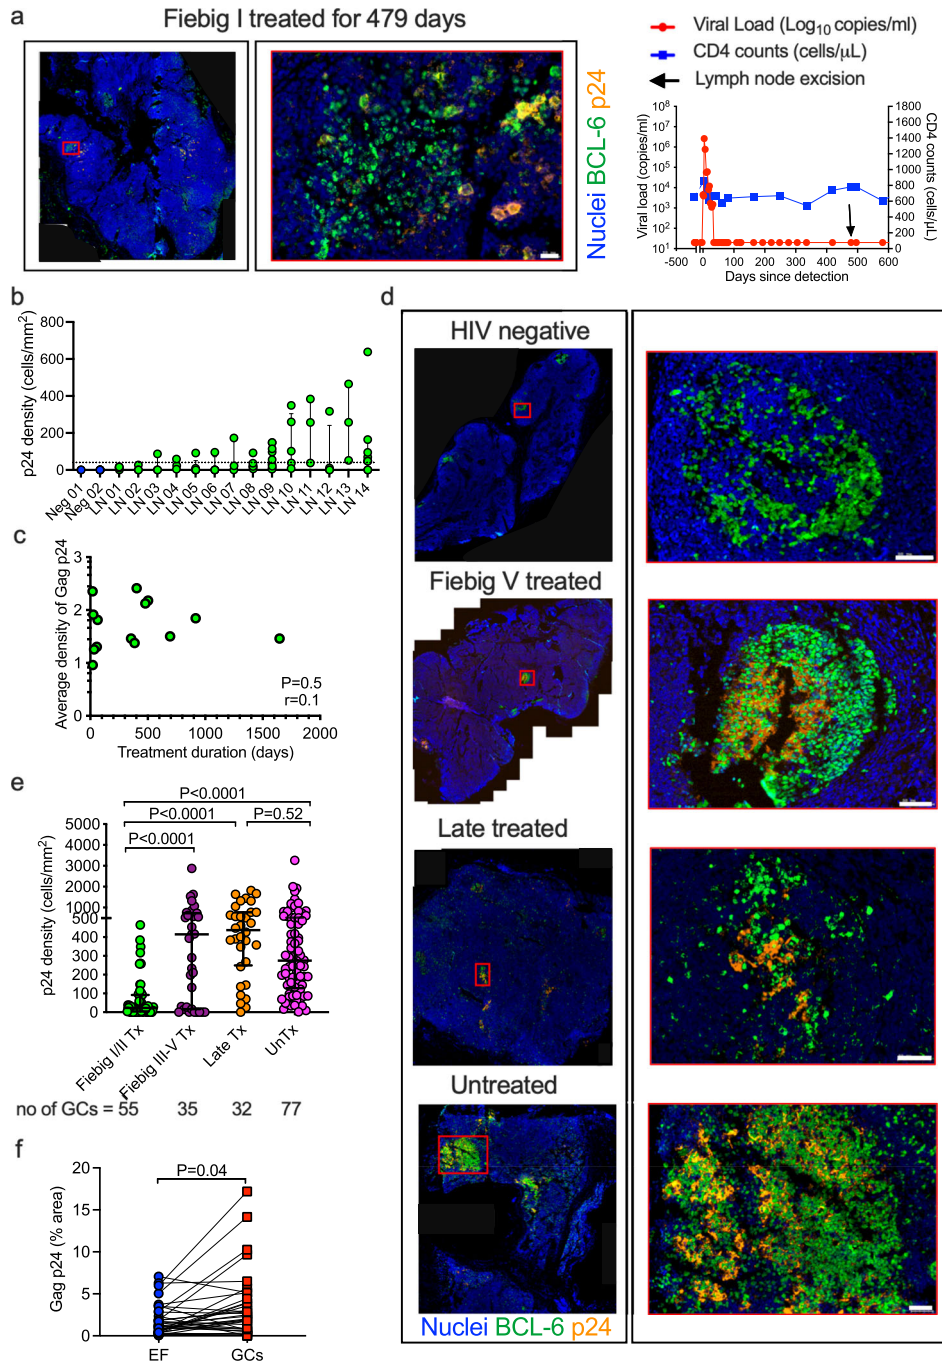 a
Fiebig I treated for 479 days
Nuclei BCL-6 p24
Viral Load (Log10 copies/ml)
CD4 counts (cells/µL)
Lymph node excision
Viral load (copies/ml)
10^8
10^7
10^6
10^5
10^4
10^3
10^2
10^1
1800
1600
1400
1200
1000
800
600
400
200
0
CD4 counts (cells/µL)
-500 0 100 200 300 400 500 600
Days since detection
b
p24 density (cells/mm²)
800
600
400
200
0
Neg 01 Neg 02 LN 01 LN 02 LN 03 LN 04 LN 05 LN 06 LN 07 LN 08 LN 09 LN 10 LN 11 LN 12 LN 13 LN 14
c
Average density of Gag p24
3
2
1
0
P=0.5
r=0.1
0 500 1000 1500 2000
Treatment duration (days)
d
HIV negative
Fiebig V treated
Late treated
Untreated
Nuclei BCL-6 p24
e
P<0.0001
P<0.0001 P=0.52
P<0.0001
p24 density (cells/mm²)
5000
4000
3000
2000
1000
500
400
300
200
100
0
Fiebig I/II Tx Fiebig III-V Tx Late Tx UnTx
no of GCs = 55 35 32 77
f
P=0.04
Gag p24 (% area)
20
15
10
5
0
EF GCs